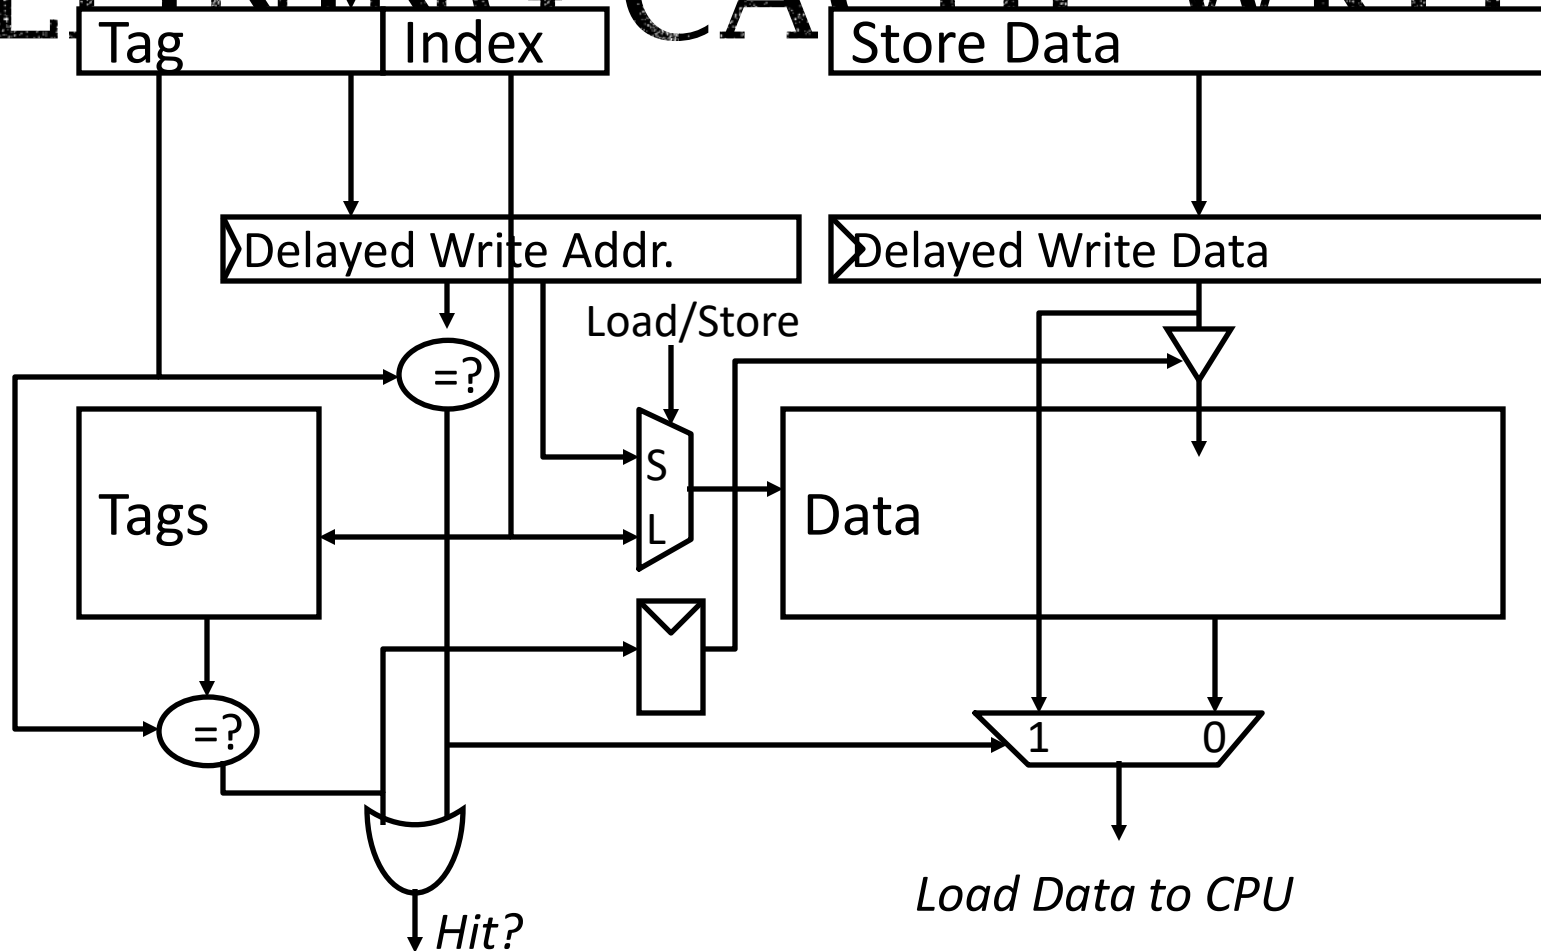 Tag
Index
Store Data
Delayed Write Addr.
Delayed Write Data
Load/Store
=?
S
Tags
L
Data
=?
1
0
Load Data to CPU
Hit?